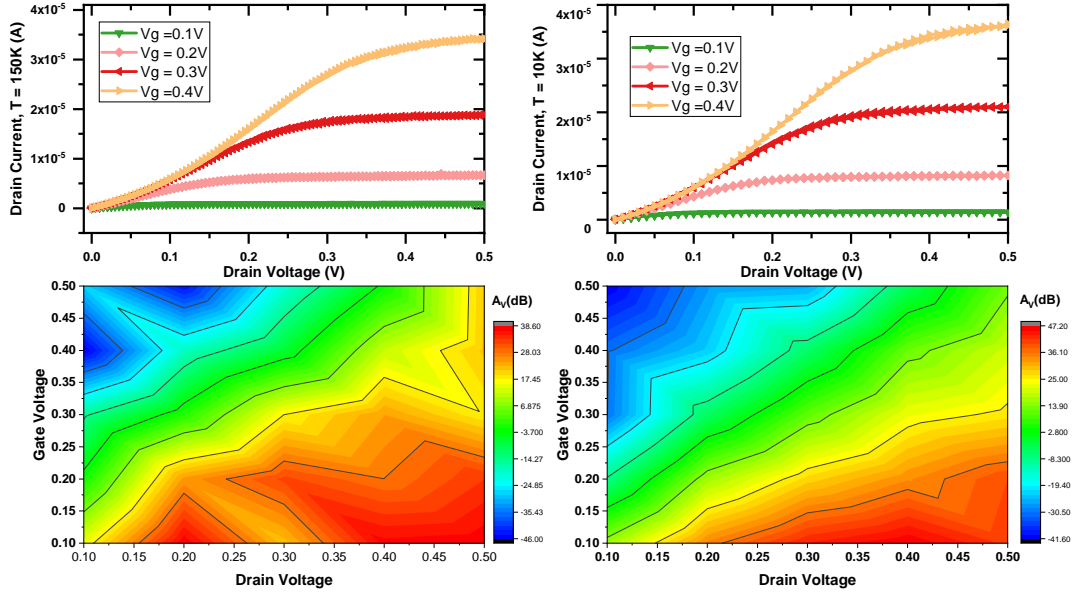 Drain Current, T = 150K (A)
4x10⁻⁵
3x10⁻⁵
2x10⁻⁵
1x10⁻⁵
0
Vg =0.1V
Vg = 0.2V
Vg = 0.3V
Vg =0.4V
0.0 0.1 0.2 0.3 0.4 0.5
Drain Voltage (V)
Drain Current, T = 10K (A)
4x10⁻⁵
3x10⁻⁵
2x10⁻⁵
1x10⁻⁵
0
Vg =0.1V
Vg = 0.2V
Vg = 0.3V
Vg =0.4V
0.0 0.1 0.2 0.3 0.4 0.5
Drain Voltage (V)
Gate Voltage
0.50
0.45
0.40
0.35
0.30
0.25
0.20
0.15
0.10
0.10 0.15 0.20 0.25 0.30 0.35 0.40 0.45 0.50
Drain Voltage
Aᵥ(dB)
38.60
28.03
17.45
6.875
-3.700
-14.27
-24.85
-35.43
-46.00
Gate Voltage
0.50
0.45
0.40
0.35
0.30
0.25
0.20
0.15
0.10
0.10 0.15 0.20 0.25 0.30 0.35 0.40 0.45 0.50
Drain Voltage
Aᵥ(dB)
47.20
36.10
25.00
13.90
2.800
-8.300
-19.40
-30.50
-41.60